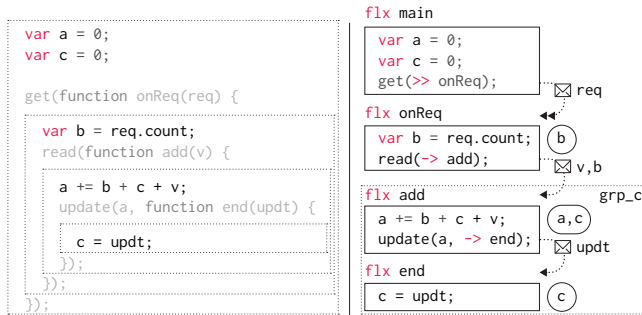 var a = 0;
var c = 0;
get(function onReq(req) {
var b = req.count;
read(function add(v) {
a += b + c + v;
update(a, function end(updt) {
c = updt;
});
});
});
flx main
var a = 0;
var c = 0;
get(>> onReq);
req
flx onReq
var b = req.count;
read(-> add);
b
v,b
flx add
grp_c
a += b + c + v;
update(a, -> end);
a,c
updt
flx end
c = updt;
c